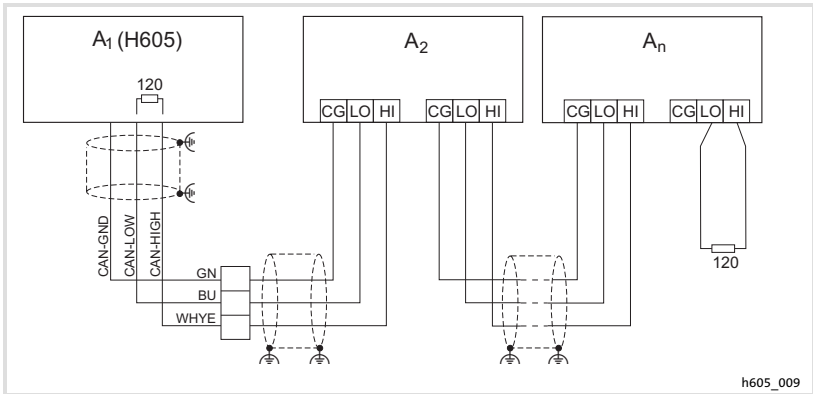 A1 (H605)
A2
An
120
CG LO HI
CG LO HI
CG LO HI
CG LO HI
CAN-GND
CAN-LOW
CAN-HIGH
GN
BU
WHYE
120
h605_009